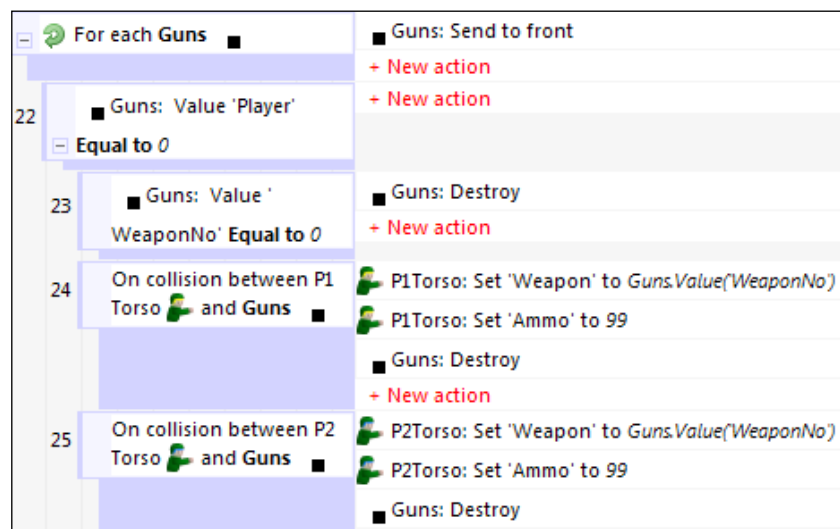 For each Guns
Guns: Send to front
+ New action
22
Guns: Value 'Player'
Equal to 0
+ New action
23
Guns: Value '
WeaponNo' Equal to 0
Guns: Destroy
+ New action
24
On collision between P1
Torso and Guns
P1Torso: Set 'Weapon' to Guns.Value('WeaponNo')
P1Torso: Set 'Ammo' to 99
Guns: Destroy
+ New action
25
On collision between P2
Torso and Guns
P2Torso: Set 'Weapon' to Guns.Value('WeaponNo')
P2Torso: Set 'Ammo' to 99
Guns: Destroy